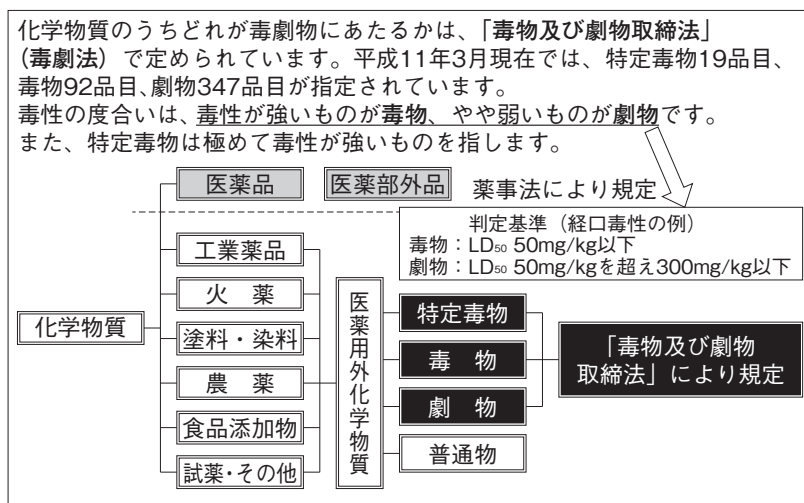 化学物質のうちどれが毒劇物にあたるかは、「毒物及び劇物取締法」
（毒劇法）で定められています。平成11年3月現在では、特定毒物19品目、
毒物92品目、劇物347品目が指定されています。
毒性の度合いは、毒性が強いものが毒物、やや弱いものが劇物です。
また、特定毒物は極めて毒性が強いものを指します。
医薬品
医薬部外品
薬事法により規定
判定基準（経口毒性の例）
毒物：LD₅₀ 50mg/kg以下
劇物：LD₅₀ 50mg/kgを超え300mg/kg以下
化学物質
工業薬品
火　薬
塗料・染料
農　薬
食品添加物
試薬・その他
医薬用外化学物質
特定毒物
毒　物
劇　物
普通物
「毒物及び劇物
取締法」により規定